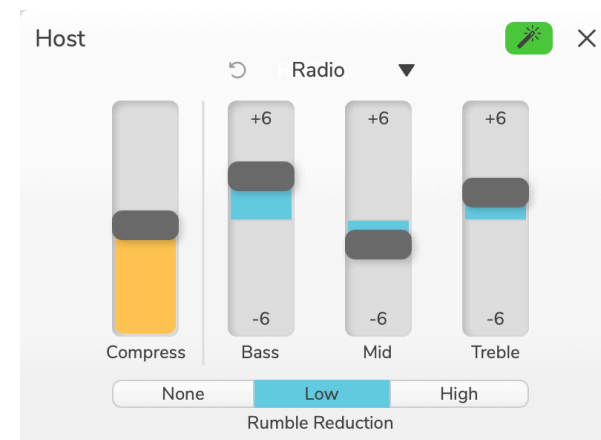 Host
Radio
+6 +6 +6
-6 -6 -6
Compress Bass Mid Treble
None Low High
Rumble Reduction